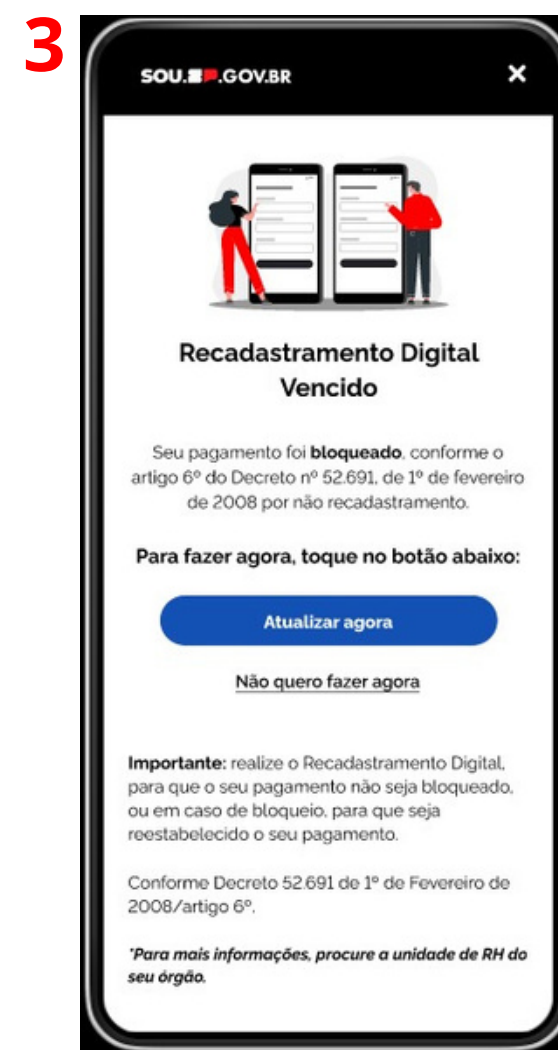 3
SOU.SP.GOV.BR
Recadastramento Digital
Vencido
Seu pagamento foi bloqueado, conforme o
artigo 6º do Decreto nº 52.691, de 1º de fevereiro
de 2008 por não recadastramento.
Para fazer agora, toque no botão abaixo:
Atualizar agora
Não quero fazer agora
Importante: realize o Recadastramento Digital,
para que o seu pagamento não seja bloqueado,
ou em caso de bloqueio, para que seja
reestabelecido o seu pagamento.
Conforme Decreto 52.691 de 1º de Fevereiro de
2008/artigo 6º.
*Para mais informações, procure a unidade de RH do
seu órgão.